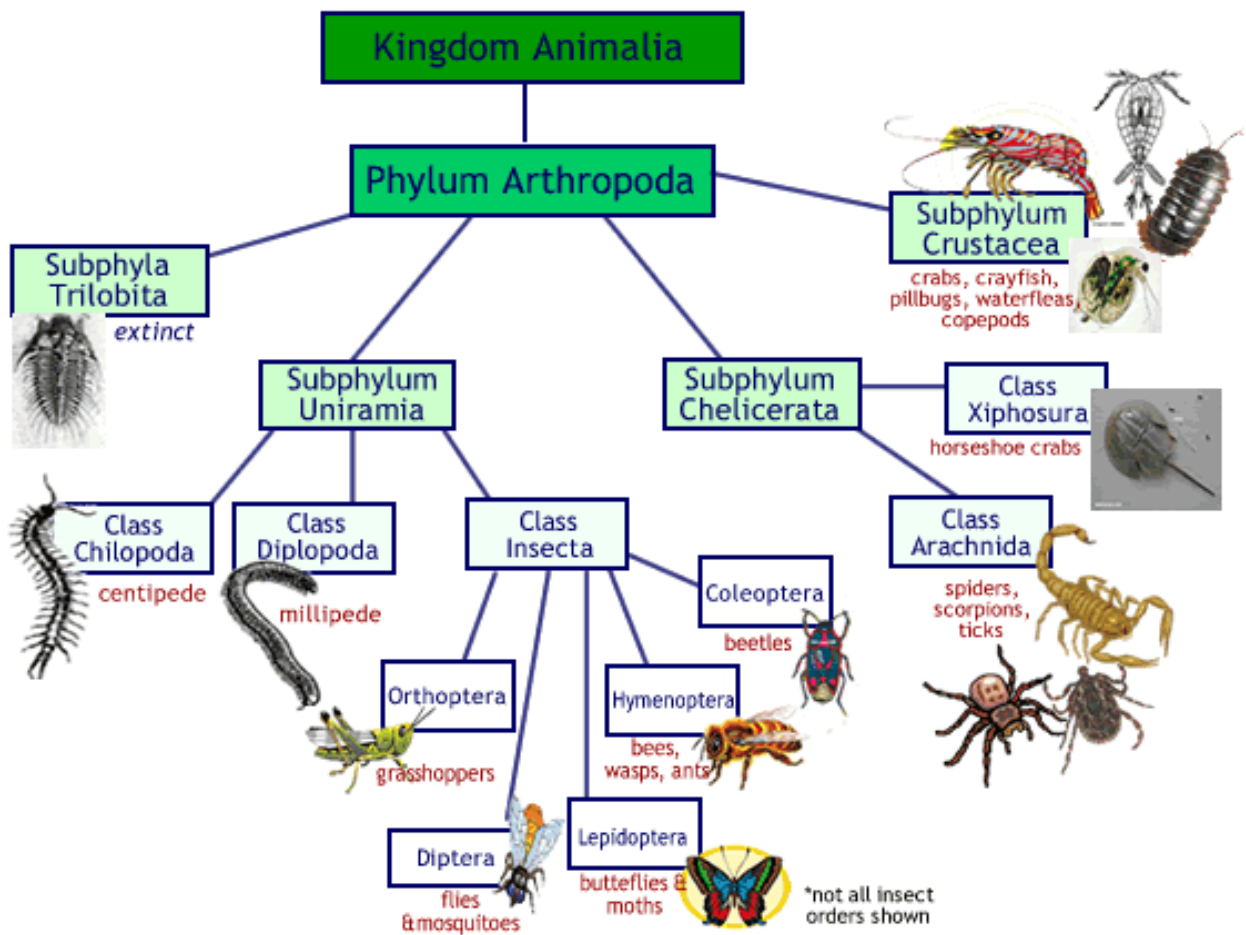 Kingdom Animalia
Phylum Arthropoda
Subphylum
Crustacea
crabs, crayfish,
pillbugs, waterfleas,
copepods
Subphyla
Trilobita
extinct
Subphylum
Uniramia
Subphylum
Chelicerata
Class
Xiphosura
horseshoe crabs
Class
Chilopoda
centipede
Class
Diplopoda
millipede
Class
Insecta
Class
Arachnida
spiders,
scorpions,
ticks
Coleoptera
beetles
Orthoptera
grasshoppers
Hymenoptera
bees,
wasps, ants
Diptera
flies
&mosquitoes
Lepidoptera
butteflies &
moths
*not all insect
orders shown